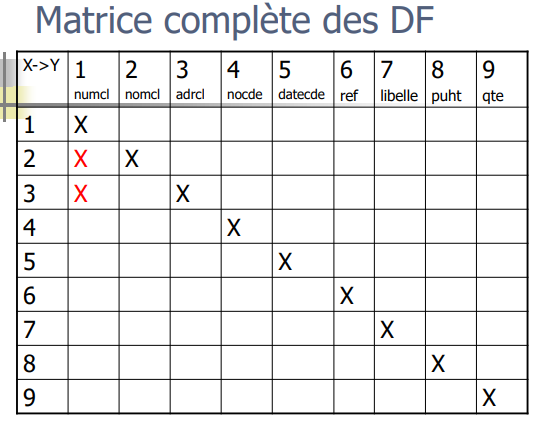 Matrice complète des DF
X->Y 1 2 3 4 5 6 7 8 9
numcl nomcl adrcl nocde datecde ref libelle puht qte
1 X
2 X X
3 X X
4 X
5 X
6 X
7 X
8 X
9 X